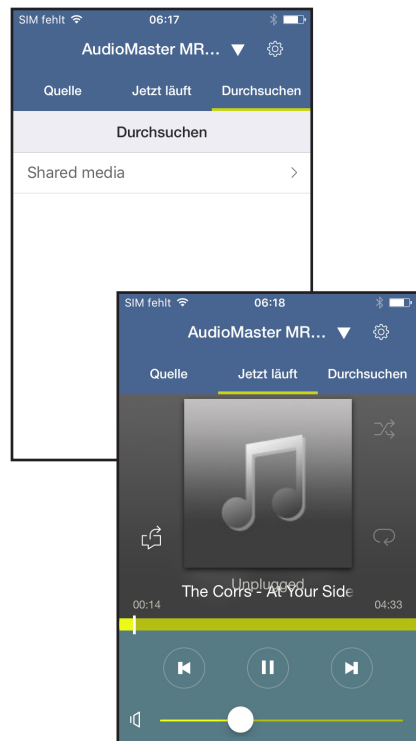 SIM fehlt 06:17
AudioMaster MR... ▼
Quelle Jetzt läuft Durchsuchen
Durchsuchen
Shared media >
SIM fehlt 06:18
AudioMaster MR... ▼
Quelle Jetzt läuft Durchsuchen
Unplugged
The Corrs - At Your Side
00:14 04:33